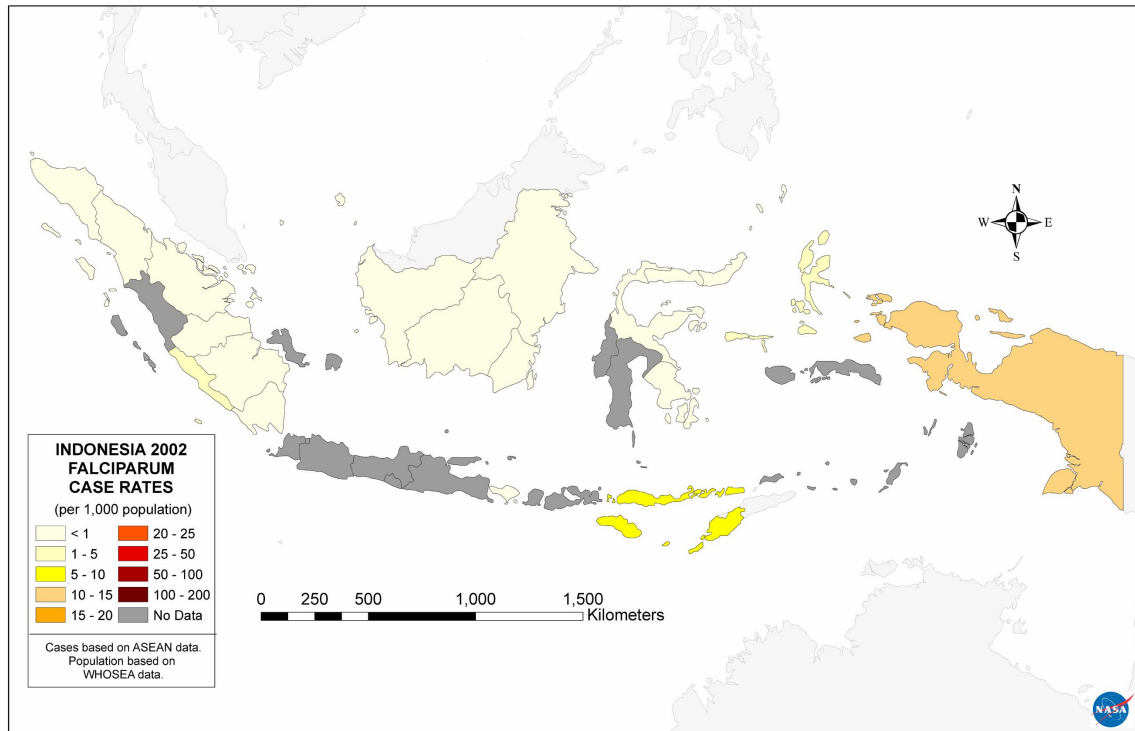 N
W E
S
INDONESIA 2002
FALCIPARUM
CASE RATES
(per 1,000 population)
< 1
1 - 5
5 - 10
10 - 15
15 - 20
20 - 25
25 - 50
50 - 100
100 - 200
No Data
Cases based on ASEAN data.
Population based on
WHOSEA data.
0 250 500 1,000 1,500
Kilometers
NASA